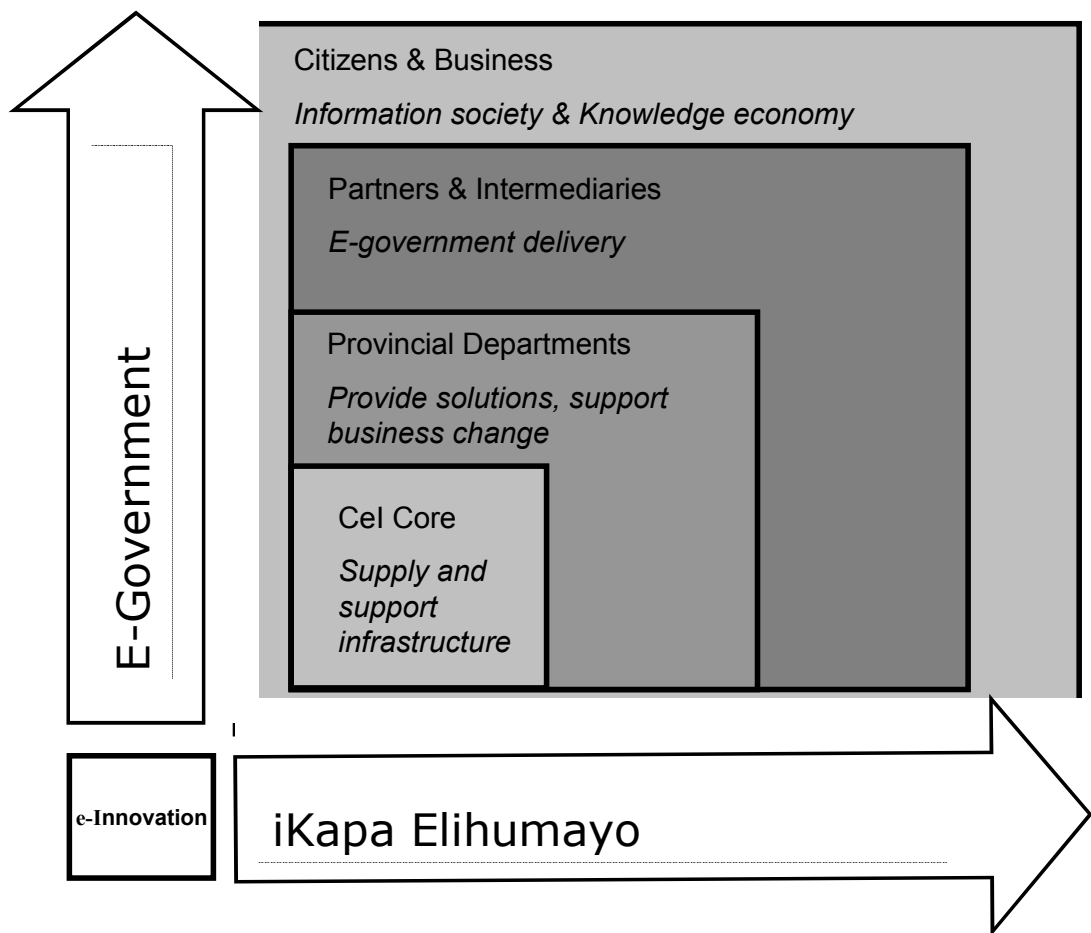 Citizens & Business
Information society & Knowledge economy
Partners & Intermediaries
E-government delivery
Provincial Departments
Provide solutions, support
business change
CeI Core
Supply and
support
infrastructure
E-Government
e-Innovation
iKapa Elihumayo